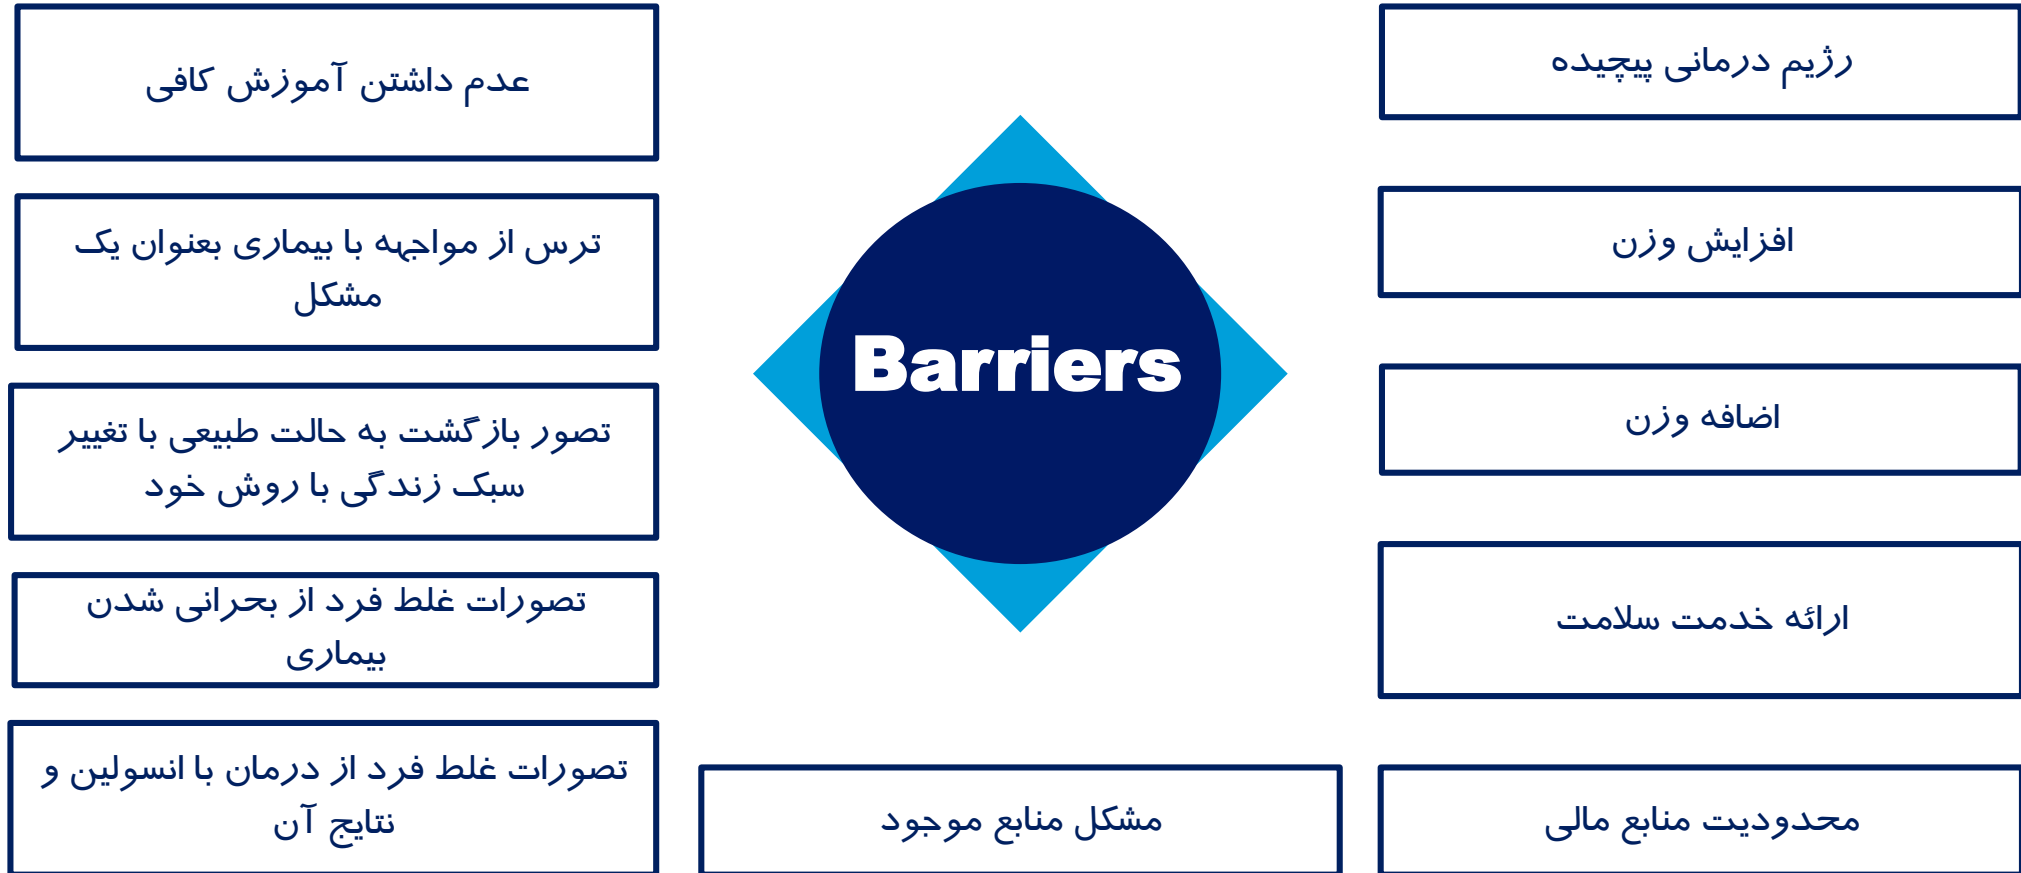 رژیم درمانی پیچیده
افزایش وزن
اضافه وزن
ارائه خدمت سلامت
محدودیت منابع مالی
Barriers
مشکل منابع موجود
عدم داشتن آموزش کافی
ترس از مواجهه با بیماری بعنوان یک
مشکل
تصور بازگشت به حالت طبیعی با تغییر
سبک زندگی با روش خود
تصورات غلط فرد از بحرانی شدن
بیماری
تصورات غلط فرد از درمان با انسولین و
نتایج آن